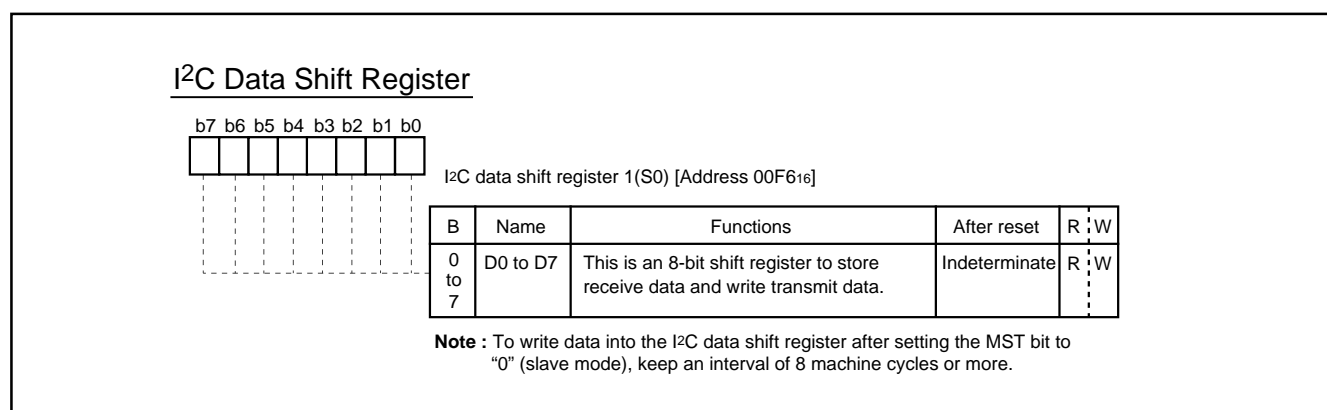 I2C Data Shift Register
b7 b6 b5 b4 b3 b2 b1 b0
I2C data shift register 1(S0) [Address 00F616]
B Name Functions After reset R W
0 to 7 D0 to D7 This is an 8-bit shift register to store Indeterminate R W
receive data and write transmit data.
Note : To write data into the I2C data shift register after setting the MST bit to
“0” (slave mode), keep an interval of 8 machine cycles or more.